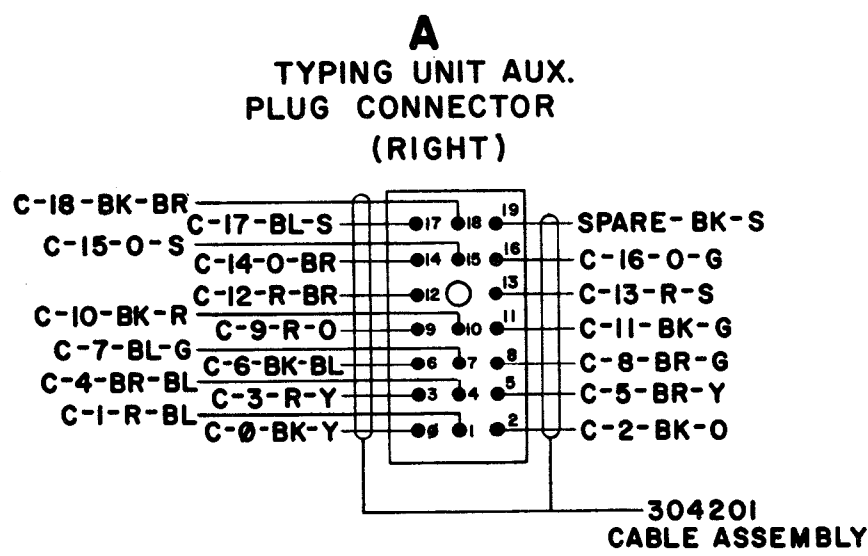 A
TYPING UNIT AUX.
PLUG CONNECTOR
(RIGHT)
C-18-BK-BR
C-17-BL-S 17 18 19 SPARE-BK-S
C-15-O-S
C-14-O-BR 14 15 16 C-16-O-G
C-12-R-BR 12 13 C-13-R-S
C-10-BK-R
C-9-R-O 9 10 11 C-11-BK-G
C-7-BL-G
C-6-BK-BL 6 7 8 C-8-BR-G
C-4-BR-BL
C-3-R-Y 3 4 5 C-5-BR-Y
C-1-R-BL
C-Ø-BK-Y Ø 1 2 C-2-BK-O
304201
CABLE ASSEMBLY